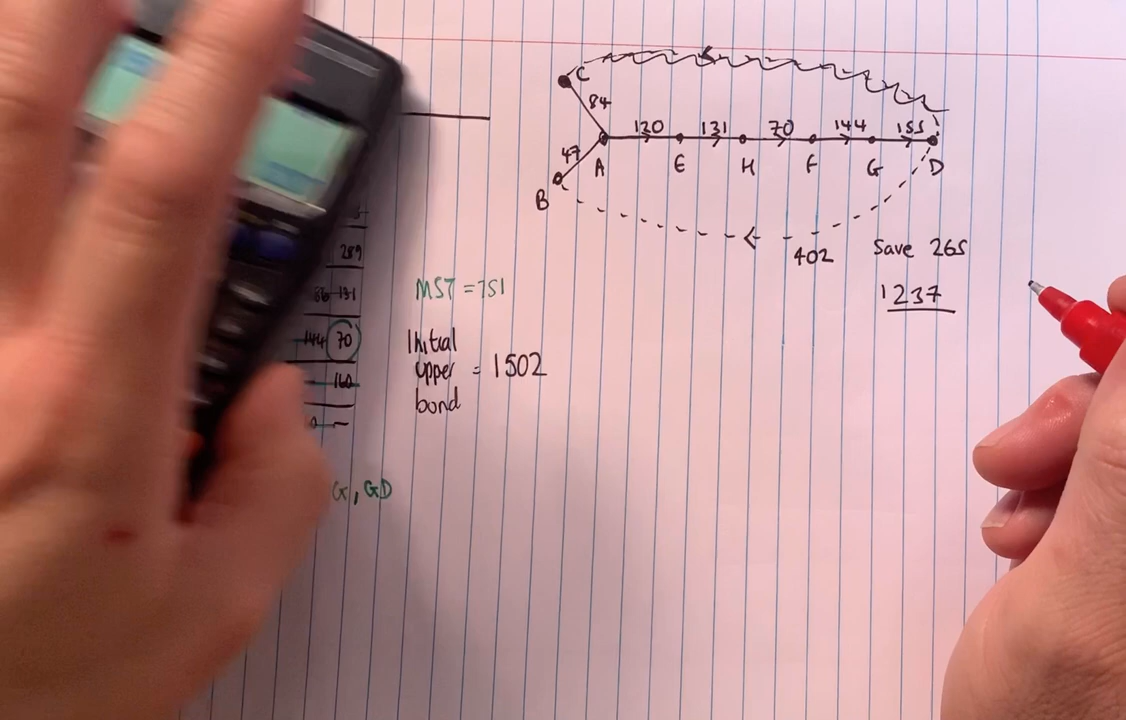 C
84
120 131 70 144 155
47
A E H F G D
B
402
Save 265
1237
289
131
144 70
MST = 751
Initial
upper = 1502
bond
G, GD